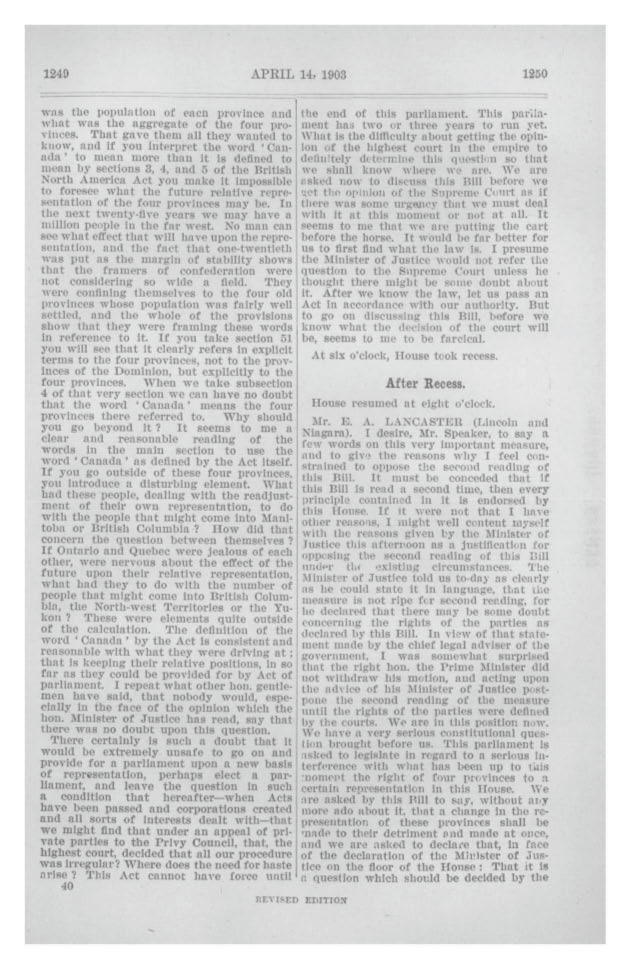 1249
APRIL 14, 1903
1250
was the population of each province and
what was the aggregate of the four pro-
vinces. That gave them all they wanted to
know, and if you interpret the word 'Can-
ada' to mean more than it is defined to
mean by sections 3, 4, and 5 of the British
North America Act you make it impossible
to foresee what the future relative repre-
sentation of the four provinces may be. In
the next twenty-five years we may have a
million people in the far west. No man can
see what effect that will have upon the repre-
sentation, and the fact that one-twentieth
was put as the margin of stability shows
that the framers of confederation were
not considering so wide a field. They
were confining themselves to the four old
provinces whose population was fairly well
settled, and the whole of the provisions
show that they were framing these words
in reference to it. If you take section 51
you will see that it clearly refers in explicit
terms to the four provinces, not to the prov-
inces of the Dominion, but explicitly to the
four provinces. When we take subsection
4 of that very section we can have no doubt
that the word 'Canada' means the four
provinces there referred to. Why should
you go beyond it? It seems to me a
clear and reasonable reading of the
words in the main section to use the
word 'Canada' as defined by the Act itself.
If you go outside of these four provinces,
you introduce a disturbing element. What
had these people, dealing with the readjust-
ment of their own representation, to do
with the people that might come into Mani-
toba or British Columbia? How did that
concern the question between themselves?
If Ontario and Quebec were jealous of each
other, were nervous about the effect of the
future upon their relative representation,
what had they to do with the number of
people that might come into British Colum-
bia, the North-west Territories or the Yu-
kon? These were elements quite outside
of the calculation. The definition of the
word 'Canada' by the Act is consistent and
reasonable with what they were driving at;
that is keeping their relative positions, in so
far as they could be provided for by Act of
parliament. I repeat what other hon. gentle-
men have said, that nobody would, espe-
cially in the face of the opinion which the
hon. Minister of Justice has read, say that
there was no doubt upon this question.
There certainly is such a doubt that it
would be extremely unsafe to go on and
provide for a parliament upon a new basis
of representation, perhaps elect a par-
liament, and leave the question in such
a condition that hereafter—when Acts
have been passed and corporations created
and all sorts of interests dealt with—that
we might find that under an appeal of pri-
vate parties to the Privy Council, that, the
highest court, decided that all our procedure
was irregular? Where does the need for haste
arise? This Act cannot have force until
40
the end of this parliament. This parlia-
ment has two or three years to run yet.
What is the difficulty about getting the opin-
ion of the highest court in the empire to
definitely determine this question so that
we shall know where we are. We are
asked now to discuss this Bill before we
get the opinion of the Supreme Court as if
there was some urgency that we must deal
with it at this moment or not at all. It
seems to me that we are putting the cart
before the horse. It would be far better for
us to first find what the law is. I presume
the Minister of Justice would not refer the
question to the Supreme Court unless he
thought there might be some doubt about
it. After we know the law, let us pass an
Act in accordance with our authority. But
to go on discussing this Bill, before we
know what the decision of the court will
be, seems to me to be farcical.
At six o'clock, House took recess.
After Recess.
House resumed at eight o'clock.
Mr. E. A. LANCASTER (Lincoln and
Niagara). I desire, Mr. Speaker, to say a
few words on this very important measure,
and to give the reasons why I feel con-
strained to oppose the second reading of
this Bill. It must be conceded that if
this Bill is read a second time, then every
principle contained in it is endorsed by
this House. If it were not that I have
other reasons, I might well content myself
with the reasons given by the Minister of
Justice this afternoon as a justification for
opposing the second reading of this Bill
under the existing circumstances. The
Minister of Justice told us to-day as clearly
as he could state it in language, that the
measure is not ripe for second reading, for
he declared that there may be some doubt
concerning the rights of the parties as
declared by this Bill. In view of that state-
ment made by the chief legal adviser of the
government, I was somewhat surprised
that the right hon. the Prime Minister did
not withdraw his motion, and acting upon
the advice of his Minister of Justice post-
pone the second reading of the measure
until the rights of the parties were defined
by the courts. We are in this position now.
We have a very serious constitutional ques-
tion brought before us. This parliament is
asked to legislate in regard to a serious in-
terference with what has been up to this
moment the right of four provinces to a
certain representation in this House. We
are asked by this Bill to say, without any
more ado about it, that a change in the re-
presentation of these provinces shall be
made to their detriment and made at once,
and we are asked to declare that, in face
of the declaration of the Minister of Jus-
tice on the floor of the House: That it is
a question which should be decided by the
REVISED EDITION